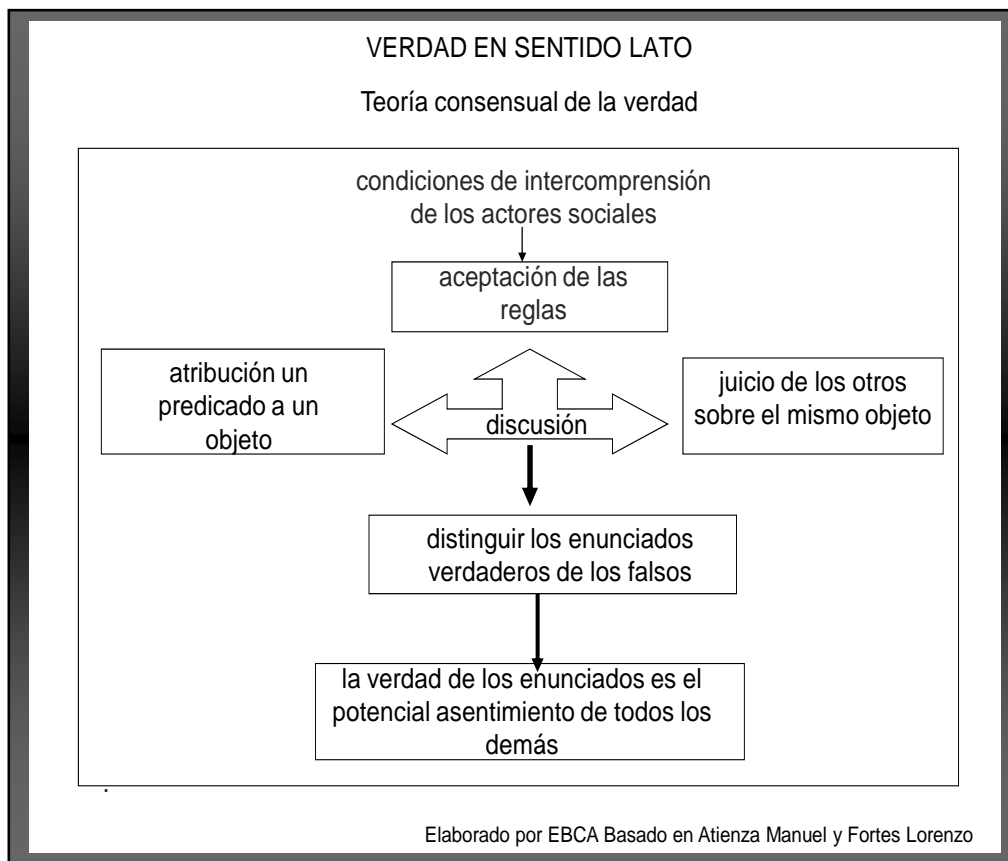 VERDAD EN SENTIDO LATO
Teoría consensual de la verdad
condiciones de intercomprensión
de los actores sociales
aceptación de las
reglas
atribución un
predicado a un
objeto
discusión
juicio de los otros
sobre el mismo objeto
distinguir los enunciados
verdaderos de los falsos
la verdad de los enunciados es el
potencial asentimiento de todos los
demás
.
Elaborado por EBCA Basado en Atienza Manuel y Fortes Lorenzo